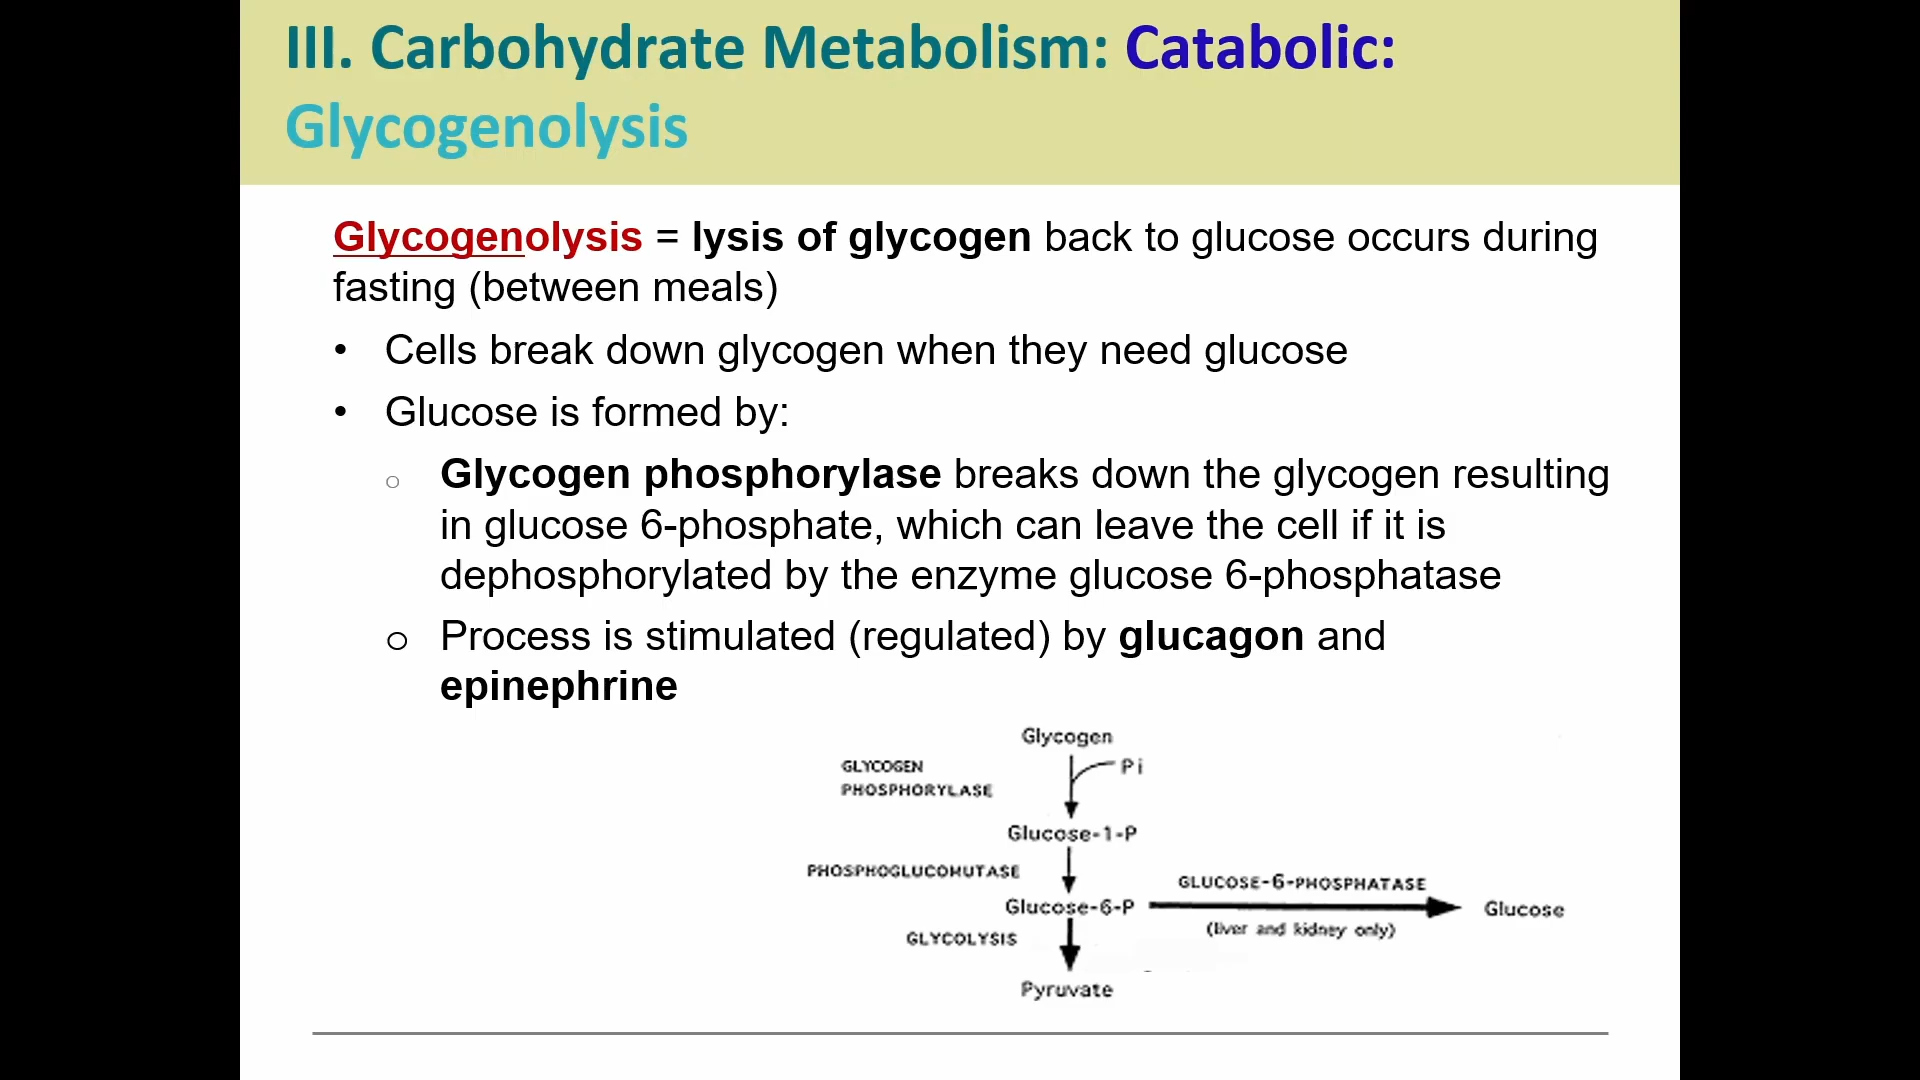 III. Carbohydrate Metabolism: Catabolic:
Glycogenolysis
Glycogenolysis = lysis of glycogen back to glucose occurs during
fasting (between meals)
• Cells break down glycogen when they need glucose
• Glucose is formed by:
○ Glycogen phosphorylase breaks down the glycogen resulting
in glucose 6-phosphate, which can leave the cell if it is
dephosphorylated by the enzyme glucose 6-phosphatase
○ Process is stimulated (regulated) by glucagon and
epinephrine
Glycogen
GLYCOGEN
PHOSPHORYLASE
Pi
Glucose-1-P
PHOSPHOGLUCOMUTASE
GLUCOSE-6-PHOSPHATASE
Glucose-6-P
Glucose
(liver and kidney only)
GLYCOLYSIS
Pyruvate